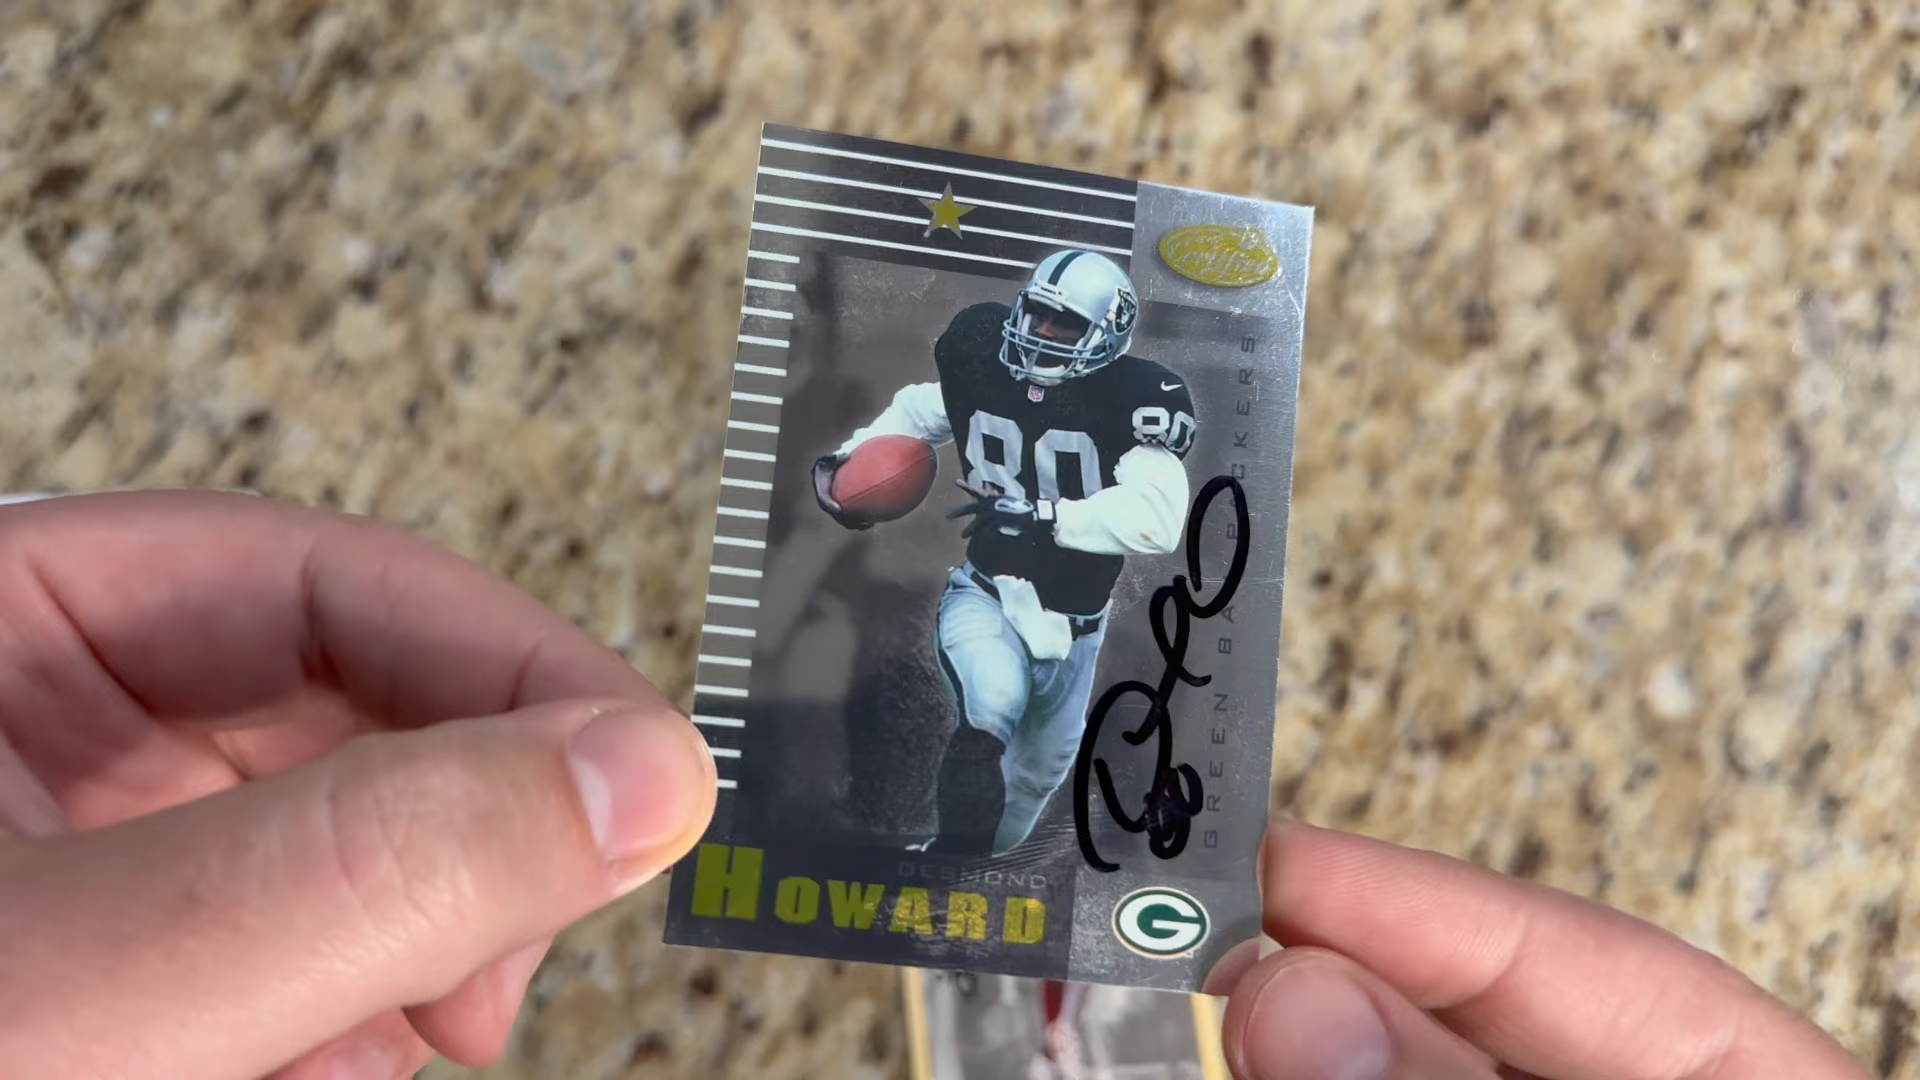 Certified
80
80
GREEN BAY PACKERS
DESMOND
HOWARD
G